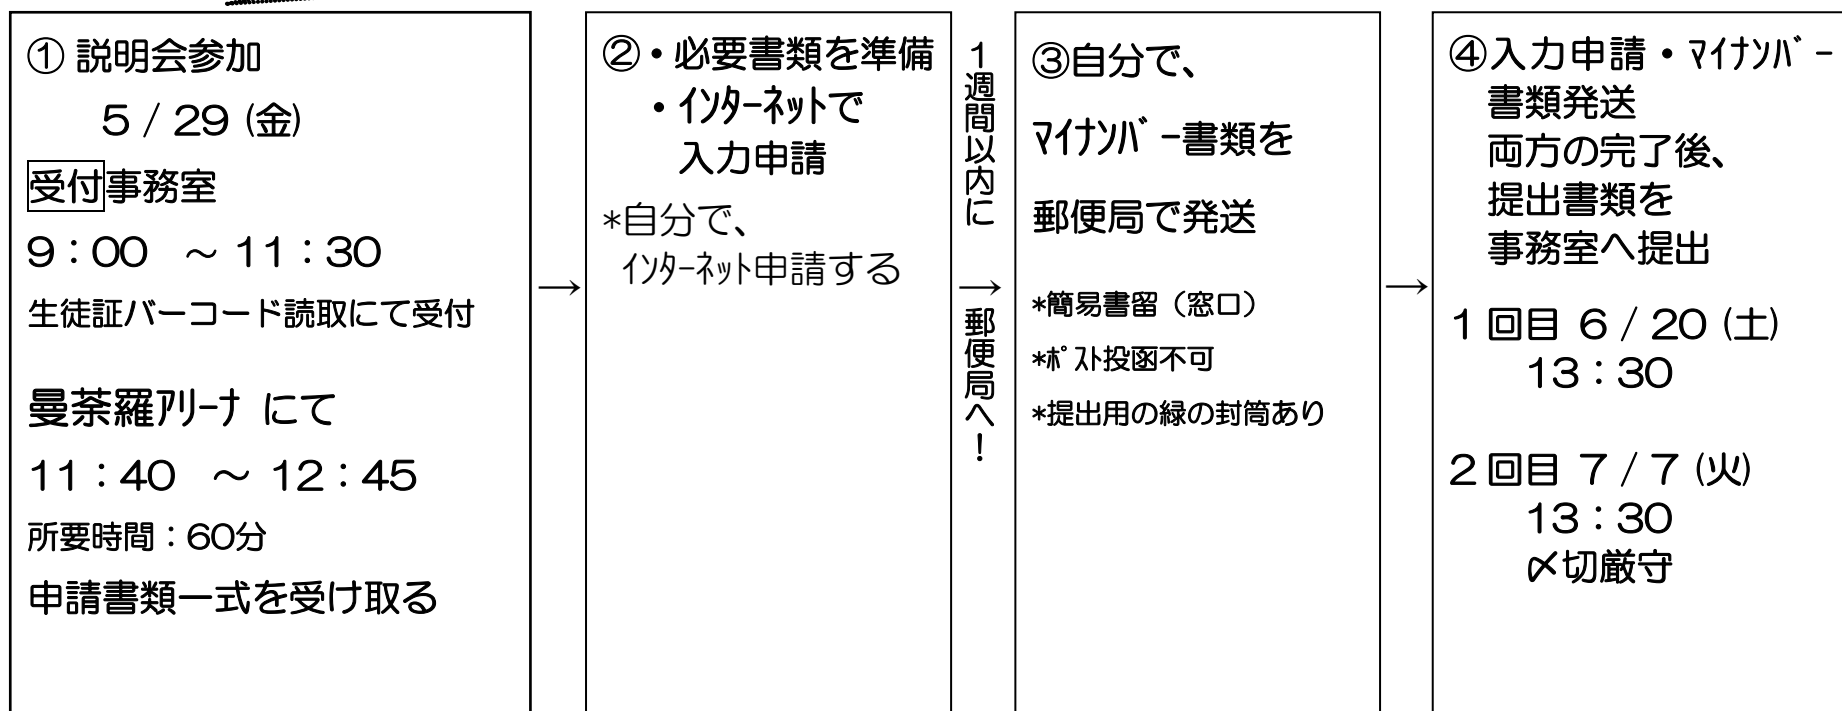 ① 説明会参加
5 / 29 (金)
受付事務室
9：00 ～ 11：30
生徒証バーコード読取にて受付
曼荼羅ｱﾘｰﾅ にて
11：40 ～ 12：45
所要時間：60分
申請書類一式を受け取る
→
②・必要書類を準備
・ｲﾝﾀｰﾈｯﾄで
入力申請
*自分で、
ｲﾝﾀｰﾈｯﾄ申請する
１週間以内に
→
郵便局へ！
③自分で、
ﾏｲﾅﾝﾊﾞｰ書類を
郵便局で発送
*簡易書留（窓口）
*ﾎﾟｽﾄ投函不可
*提出用の緑の封筒あり
→
④入力申請・ﾏｲﾅﾝﾊﾞｰ
書類発送
両方の完了後、
提出書類を
事務室へ提出
１回目 6 / 20 (土)
13：30
２回目 7 / 7 (火)
13：30
〆切厳守